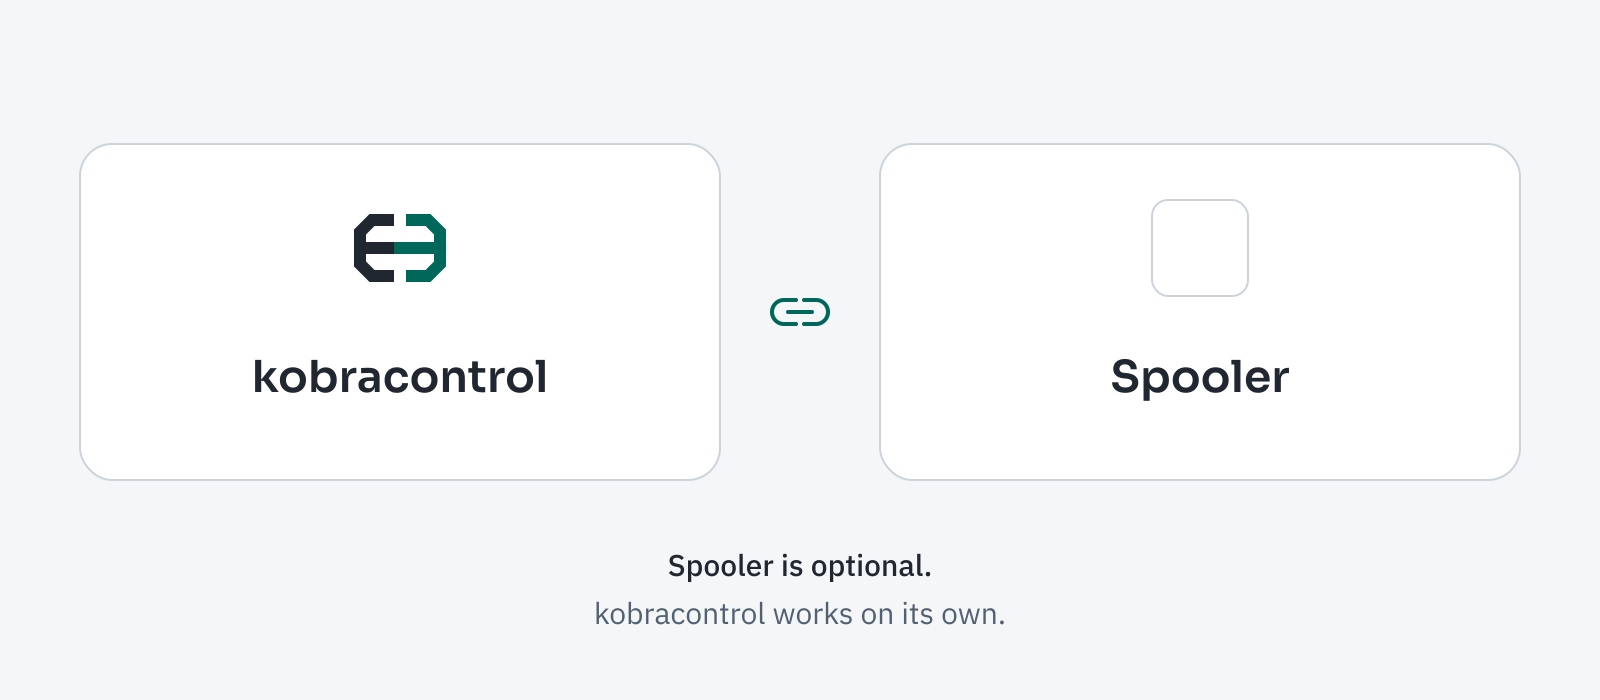 kobracontrol
Spooler
Spooler is optional.
kobracontrol works on its own.